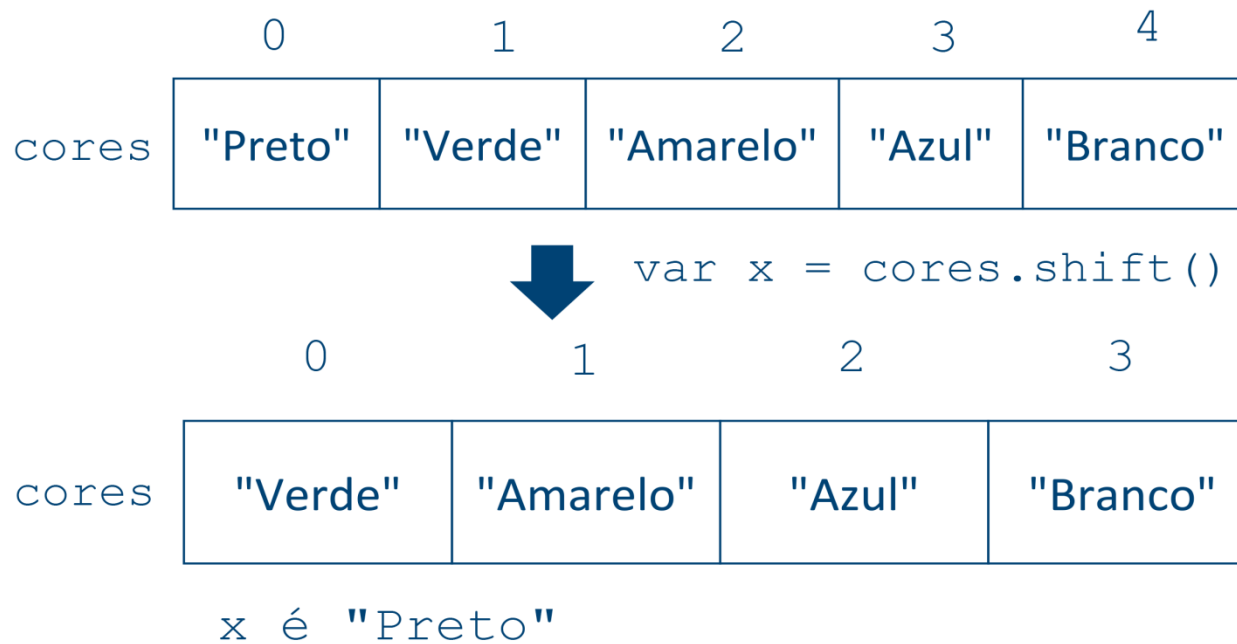 0 1 2 3 4
cores "Preto" "Verde" "Amarelo" "Azul" "Branco"
var x = cores.shift()
0 1 2 3
cores "Verde" "Amarelo" "Azul" "Branco"
x é "Preto"